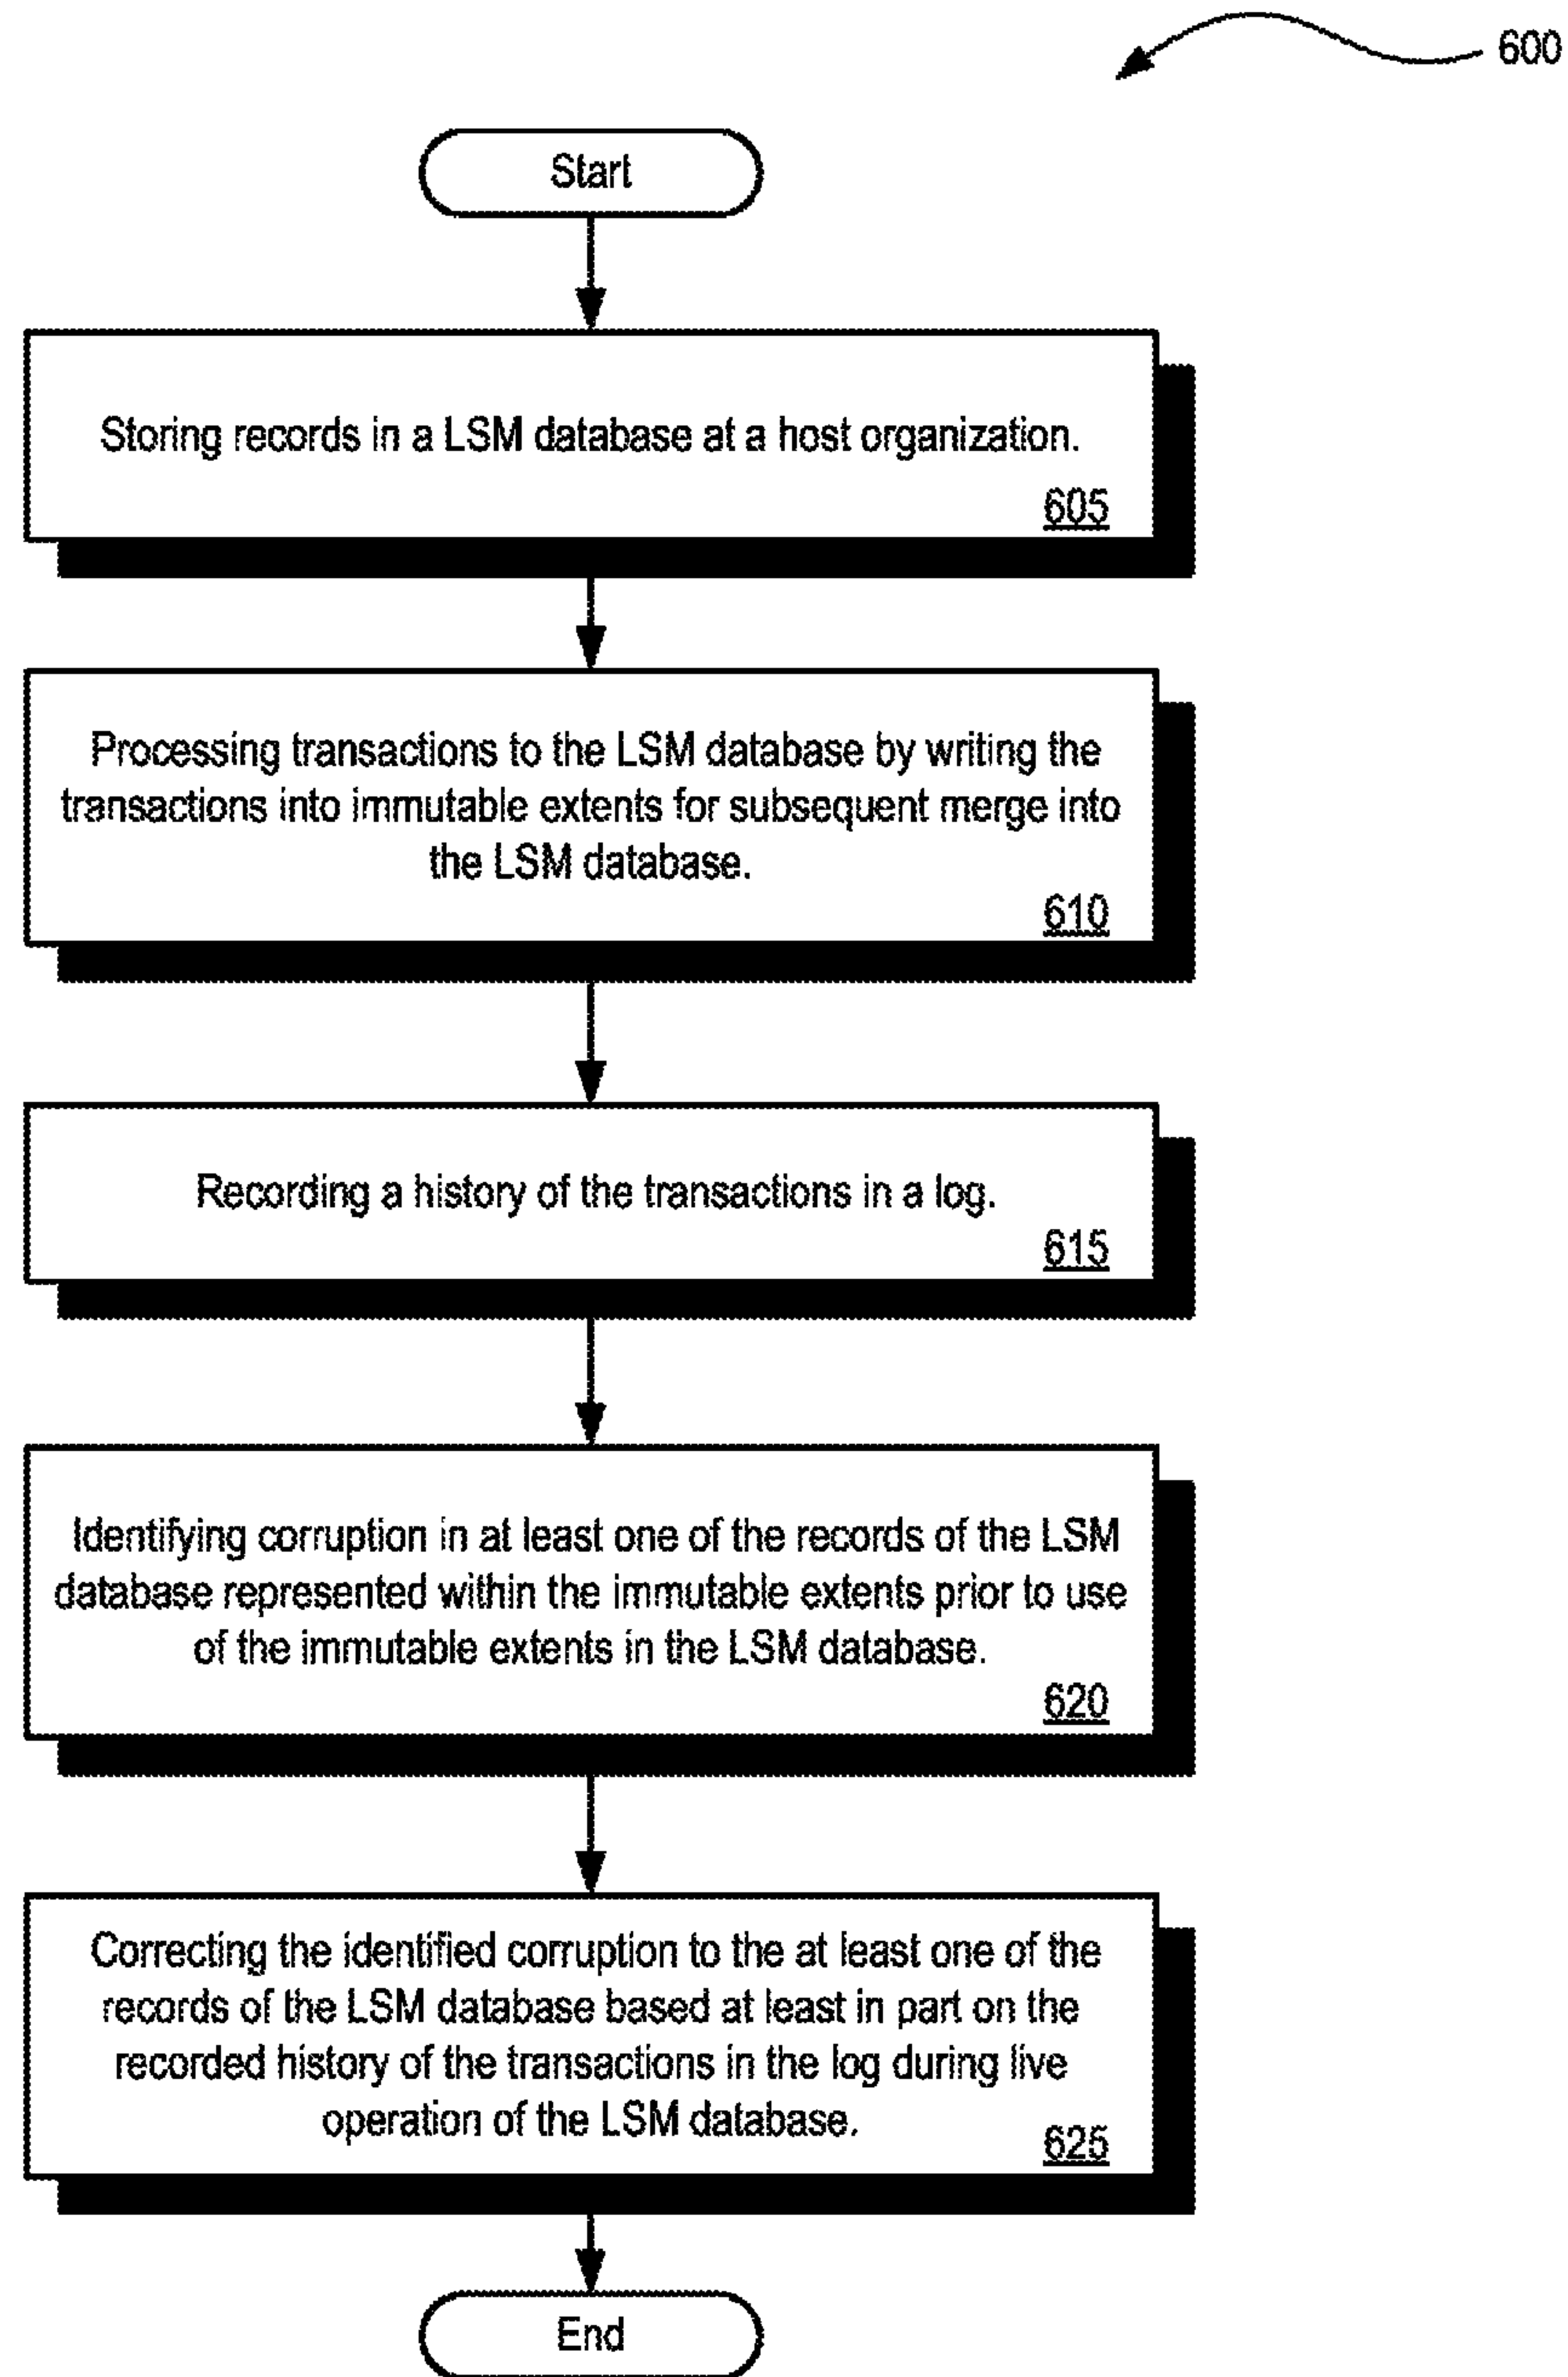 600
Start
Storing records in a LSM database at a host organization.
605
Processing transactions to the LSM database by writing the
transactions into immutable extents for subsequent merge into
the LSM database.
610
Recording a history of the transactions in a log.
615
Identifying corruption in at least one of the records of the LSM
database represented within the immutable extents prior to use
of the immutable extents in the LSM database.
620
Correcting the identified corruption to the at least one of the
records of the LSM database based at least in part on the
recorded history of the transactions in the log during live
operation of the LSM database.
625
End